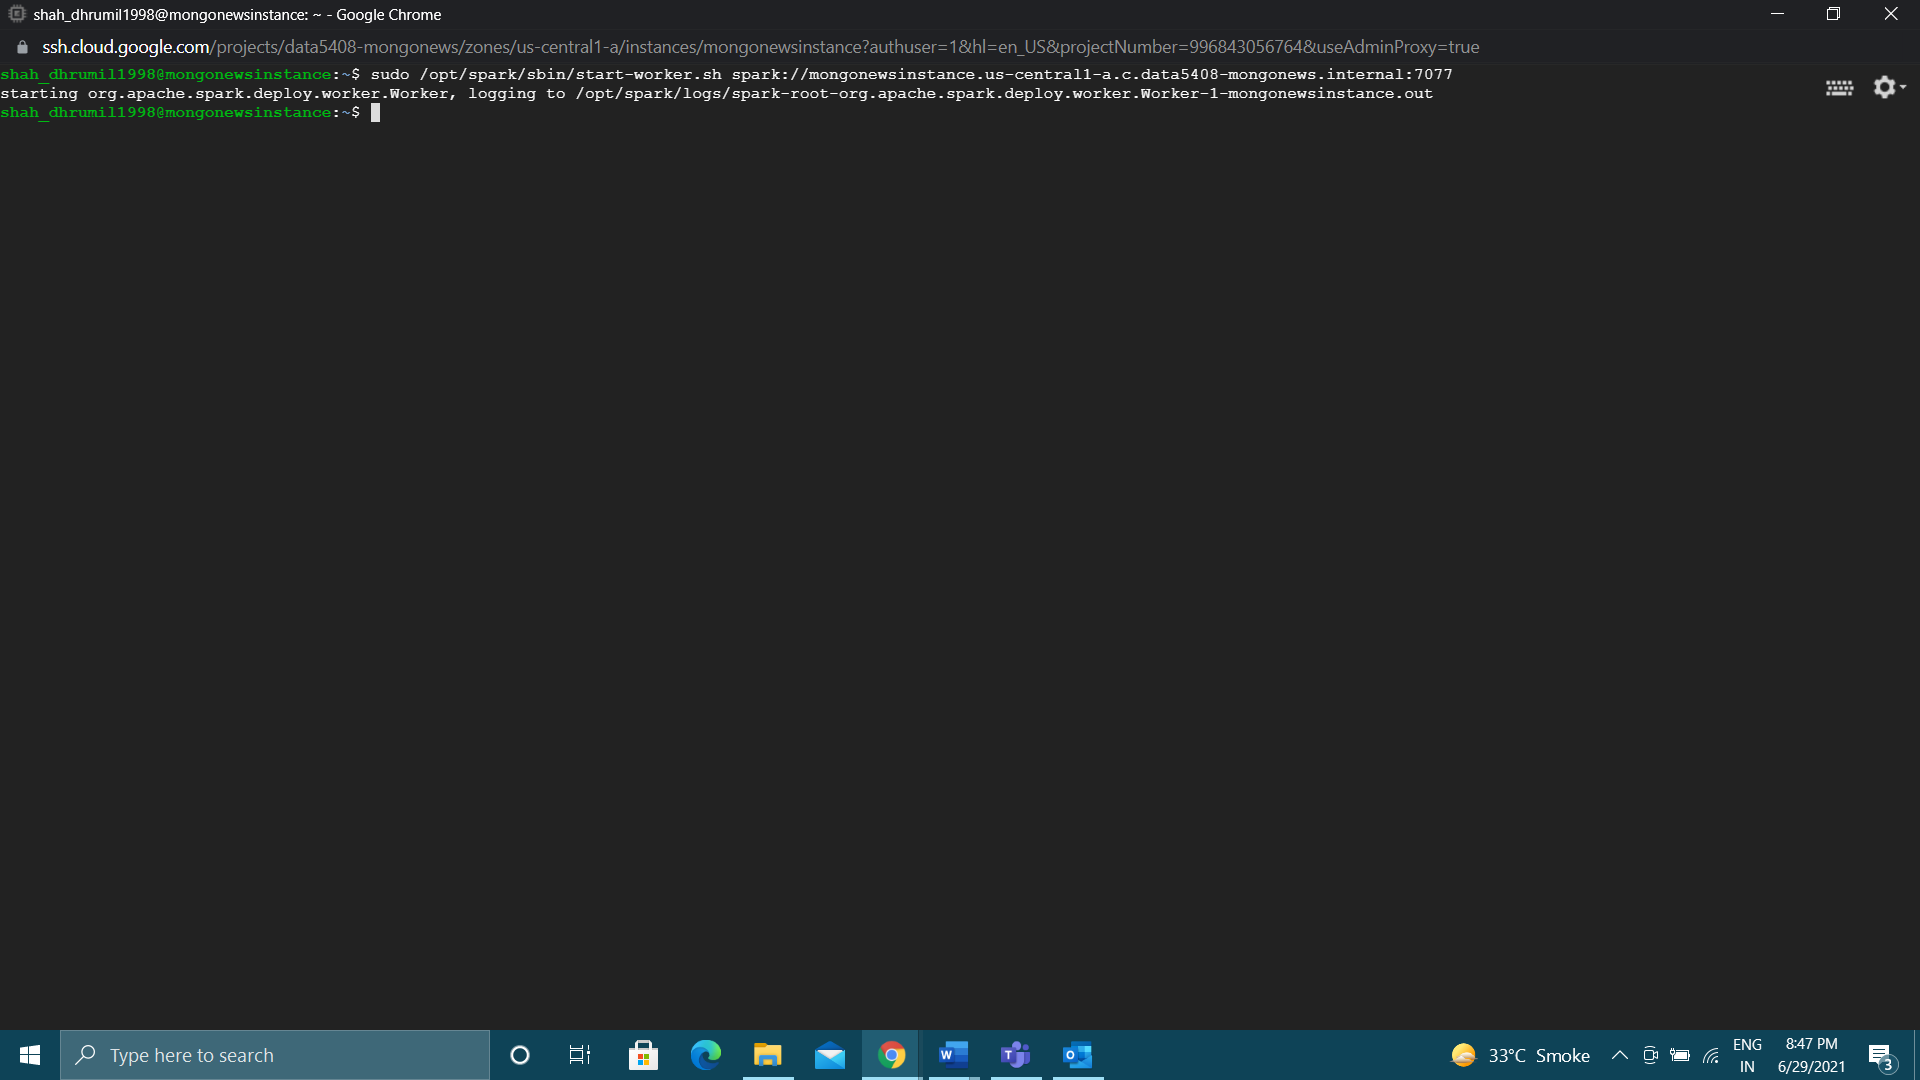 shah_dhrumil1998@mongonewsinstance: ~ - Google Chrome
ssh.cloud.google.com/projects/data5408-mongonews/zones/us-central1-a/instances/mongonewsinstance?authuser=1&hl=en_US&projectNumber=996843056764&useAdminProxy=true
shah_dhrumil1998@mongonewsinstance:~$ sudo /opt/spark/sbin/start-worker.sh spark://mongonewsinstance.us-central1-a.c.data5408-mongonews.internal:7077
starting org.apache.spark.deploy.worker.Worker, logging to /opt/spark/logs/spark-root-org.apache.spark.deploy.worker.Worker-1-mongonewsinstance.out
shah_dhrumil1998@mongonewsinstance:~$
Type here to search
33°C Smoke
ENG
IN
8:47 PM
6/29/2021
3